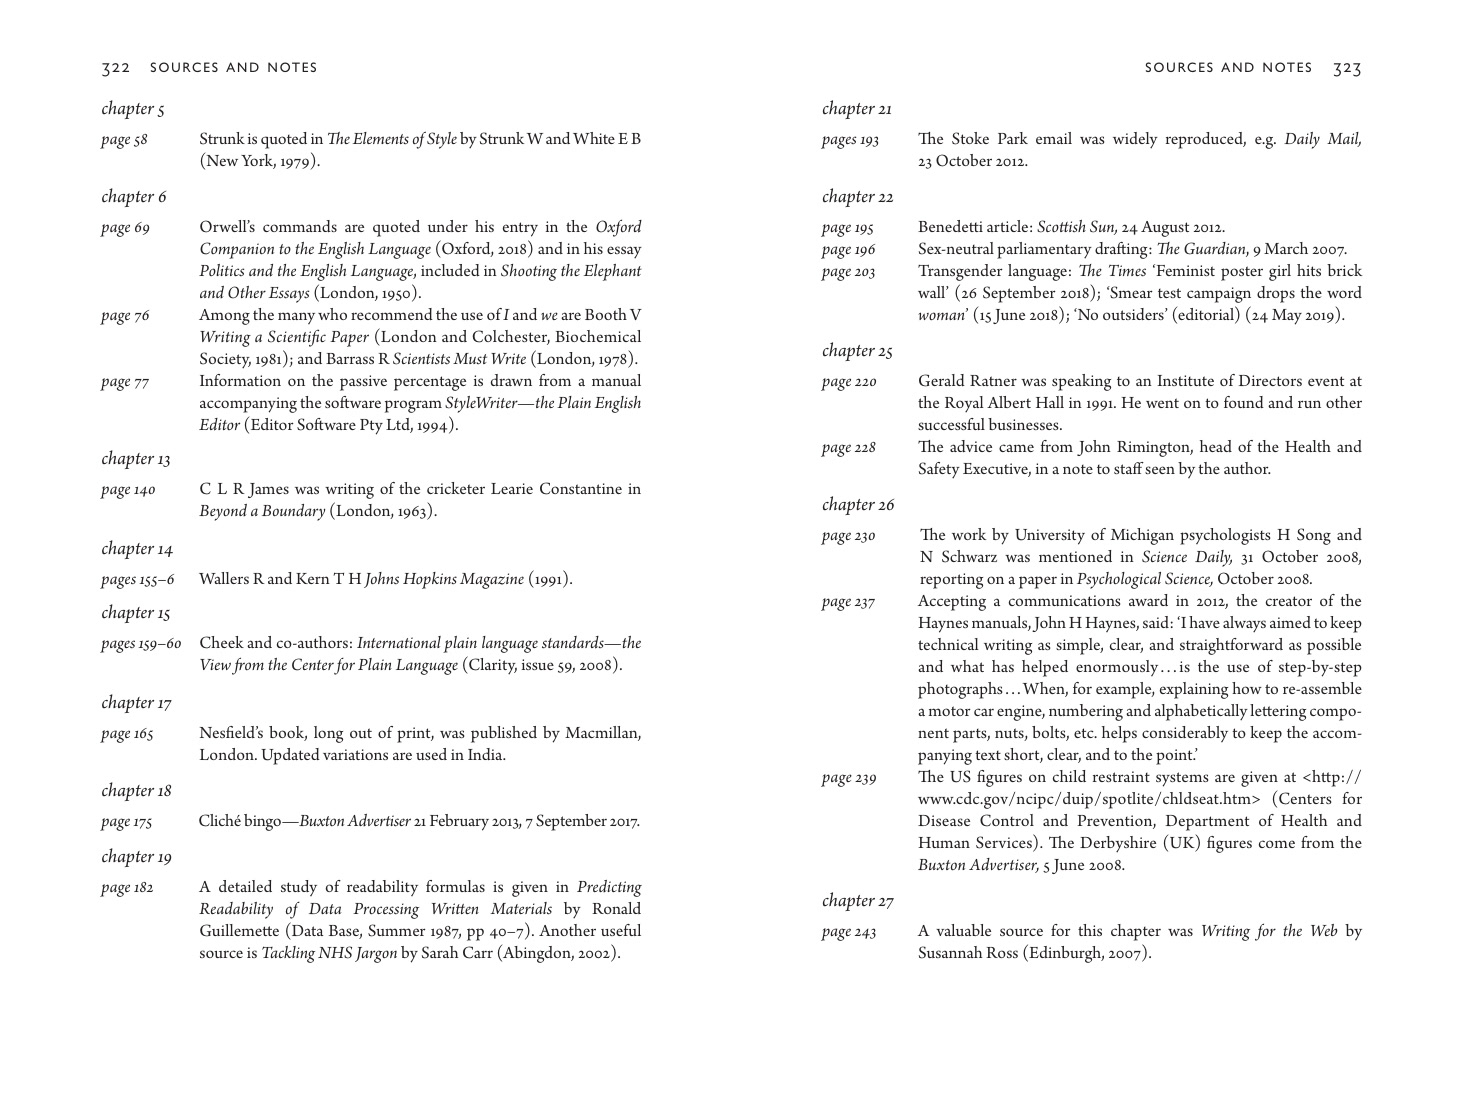 322 SOURCES AND NOTES
chapter 5
page 58 Strunk is quoted in The Elements of Style by Strunk W and White E B
(New York, 1979).
chapter 6
page 69 Orwell’s commands are quoted under his entry in the Oxford
Companion to the English Language (Oxford, 2018) and in his essay
Politics and the English Language, included in Shooting the Elephant
and Other Essays (London, 1950).
page 76 Among the many who recommend the use of I and we are Booth V
Writing a Scientific Paper (London and Colchester, Biochemical
Society, 1981); and Barrass R Scientists Must Write (London, 1978).
page 77 Information on the passive percentage is drawn from a manual
accompanying the software program StyleWriter—the Plain English
Editor (Editor Software Pty Ltd, 1994).
chapter 13
page 140 C L R James was writing of the cricketer Learie Constantine in
Beyond a Boundary (London, 1963).
chapter 14
pages 155–6 Wallers R and Kern T H Johns Hopkins Magazine (1991).
chapter 15
pages 159–60 Cheek and co-authors: International plain language standards—the
View from the Center for Plain Language (Clarity, issue 59, 2008).
chapter 17
page 165 Nesfield’s book, long out of print, was published by Macmillan,
London. Updated variations are used in India.
chapter 18
page 175 Cliché bingo—Buxton Advertiser 21 February 2013, 7 September 2017.
chapter 19
page 182 A detailed study of readability formulas is given in Predicting
Readability of Data Processing Written Materials by Ronald
Guillemette (Data Base, Summer 1987, pp 40–7). Another useful
source is Tackling NHS Jargon by Sarah Carr (Abingdon, 2002).
SOURCES AND NOTES 323
chapter 21
pages 193 The Stoke Park email was widely reproduced, e.g. Daily Mail,
23 October 2012.
chapter 22
page 195 Benedetti article: Scottish Sun, 24 August 2012.
page 196 Sex-neutral parliamentary drafting: The Guardian, 9 March 2007.
page 203 Transgender language: The Times ‘Feminist poster girl hits brick
wall’ (26 September 2018); ‘Smear test campaign drops the word
woman’ (15 June 2018); ‘No outsiders’ (editorial) (24 May 2019).
chapter 25
page 220 Gerald Ratner was speaking to an Institute of Directors event at
the Royal Albert Hall in 1991. He went on to found and run other
successful businesses.
page 228 The advice came from John Rimington, head of the Health and
Safety Executive, in a note to staff seen by the author.
chapter 26
page 230 The work by University of Michigan psychologists H Song and
N Schwarz was mentioned in Science Daily, 31 October 2008,
reporting on a paper in Psychological Science, October 2008.
page 237 Accepting a communications award in 2012, the creator of the
Haynes manuals, John H Haynes, said: ‘I have always aimed to keep
technical writing as simple, clear, and straightforward as possible
and what has helped enormously…is the use of step-by-step
photographs…When, for example, explaining how to re-assemble
a motor car engine, numbering and alphabetically lettering compo-
nent parts, nuts, bolts, etc. helps considerably to keep the accom-
panying text short, clear, and to the point.’
page 239 The US figures on child restraint systems are given at <http://
www.cdc.gov/ncipc/duip/spotlite/chldseat.htm> (Centers for
Disease Control and Prevention, Department of Health and
Human Services). The Derbyshire (UK) figures come from the
Buxton Advertiser, 5 June 2008.
chapter 27
page 243 A valuable source for this chapter was Writing for the Web by
Susannah Ross (Edinburgh, 2007).